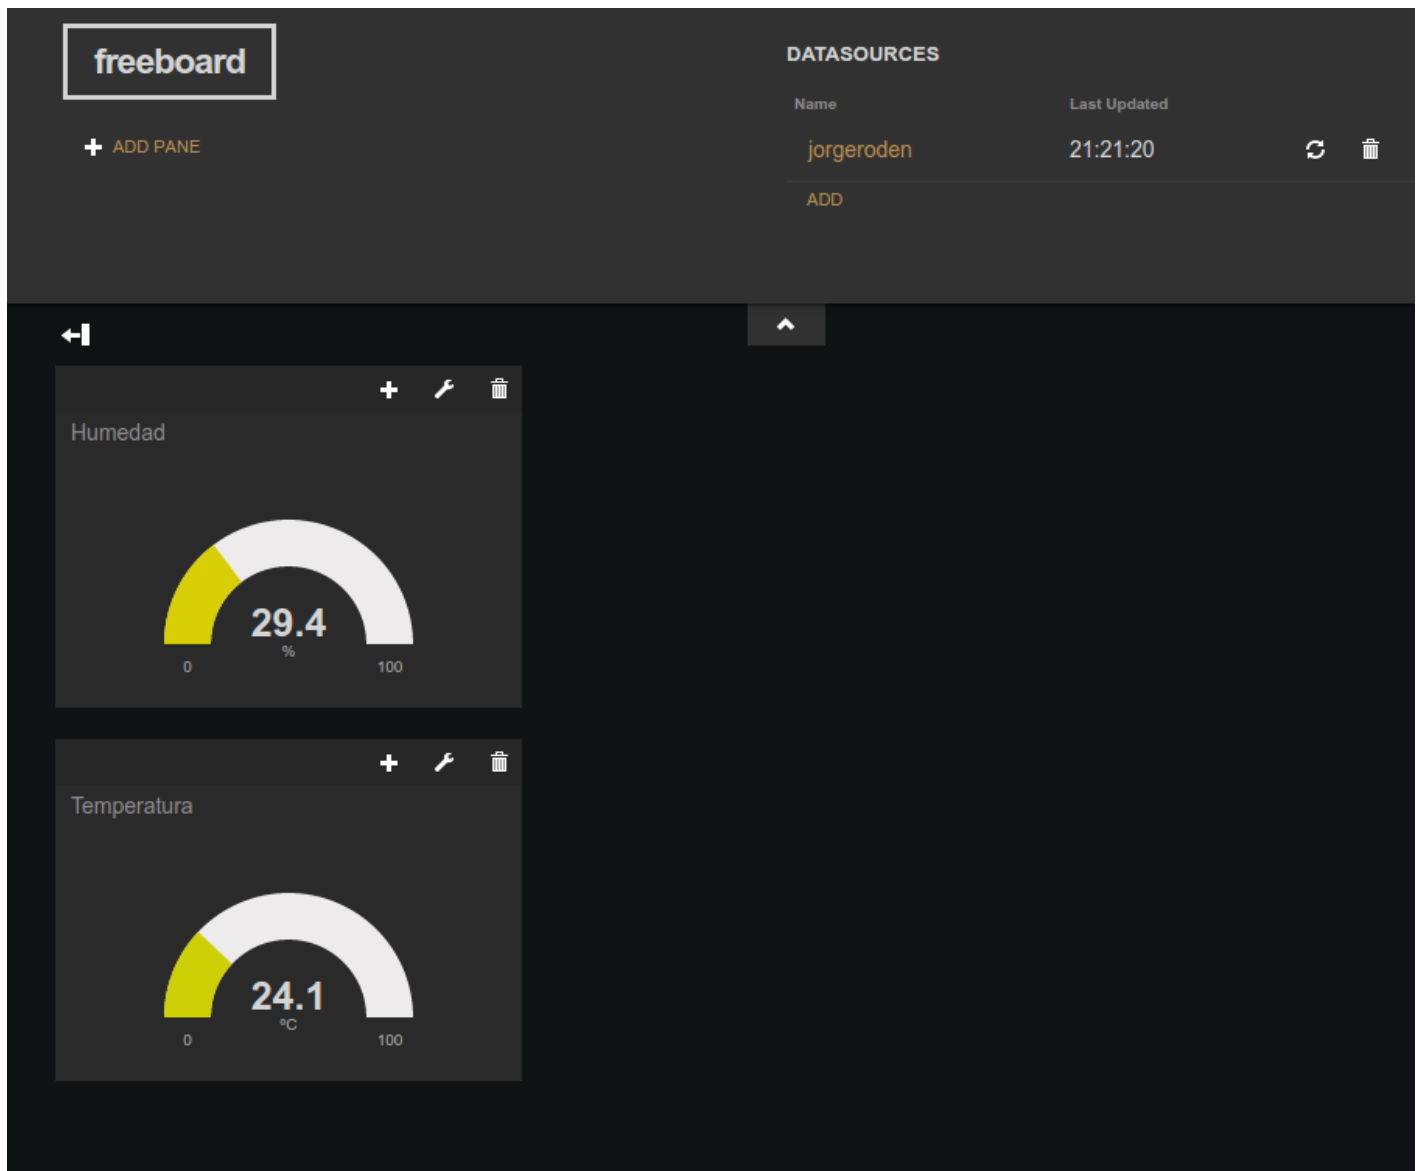 freeboard
ADD PANE
DATASOURCES
Name Last Updated
jorgeroden 21:21:20
ADD
Humedad
29.4
%
0 100
Temperatura
24.1
ºC
0 100